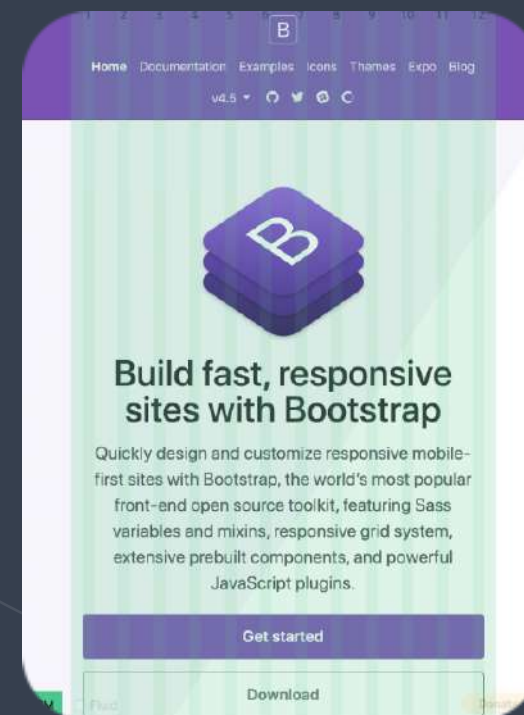 1 2 3 4 5 6 7 8 9 10 11 12
B
Home Documentation Examples Icons Themes Expo Blog
v4.5
B
Build fast, responsive
sites with Bootstrap
Quickly design and customize responsive mobile-
first sites with Bootstrap, the world's most popular
front-end open source toolkit, featuring Sass
variables and mixins, responsive grid system,
extensive prebuilt components, and powerful
JavaScript plugins.
Get started
Download
Fluid